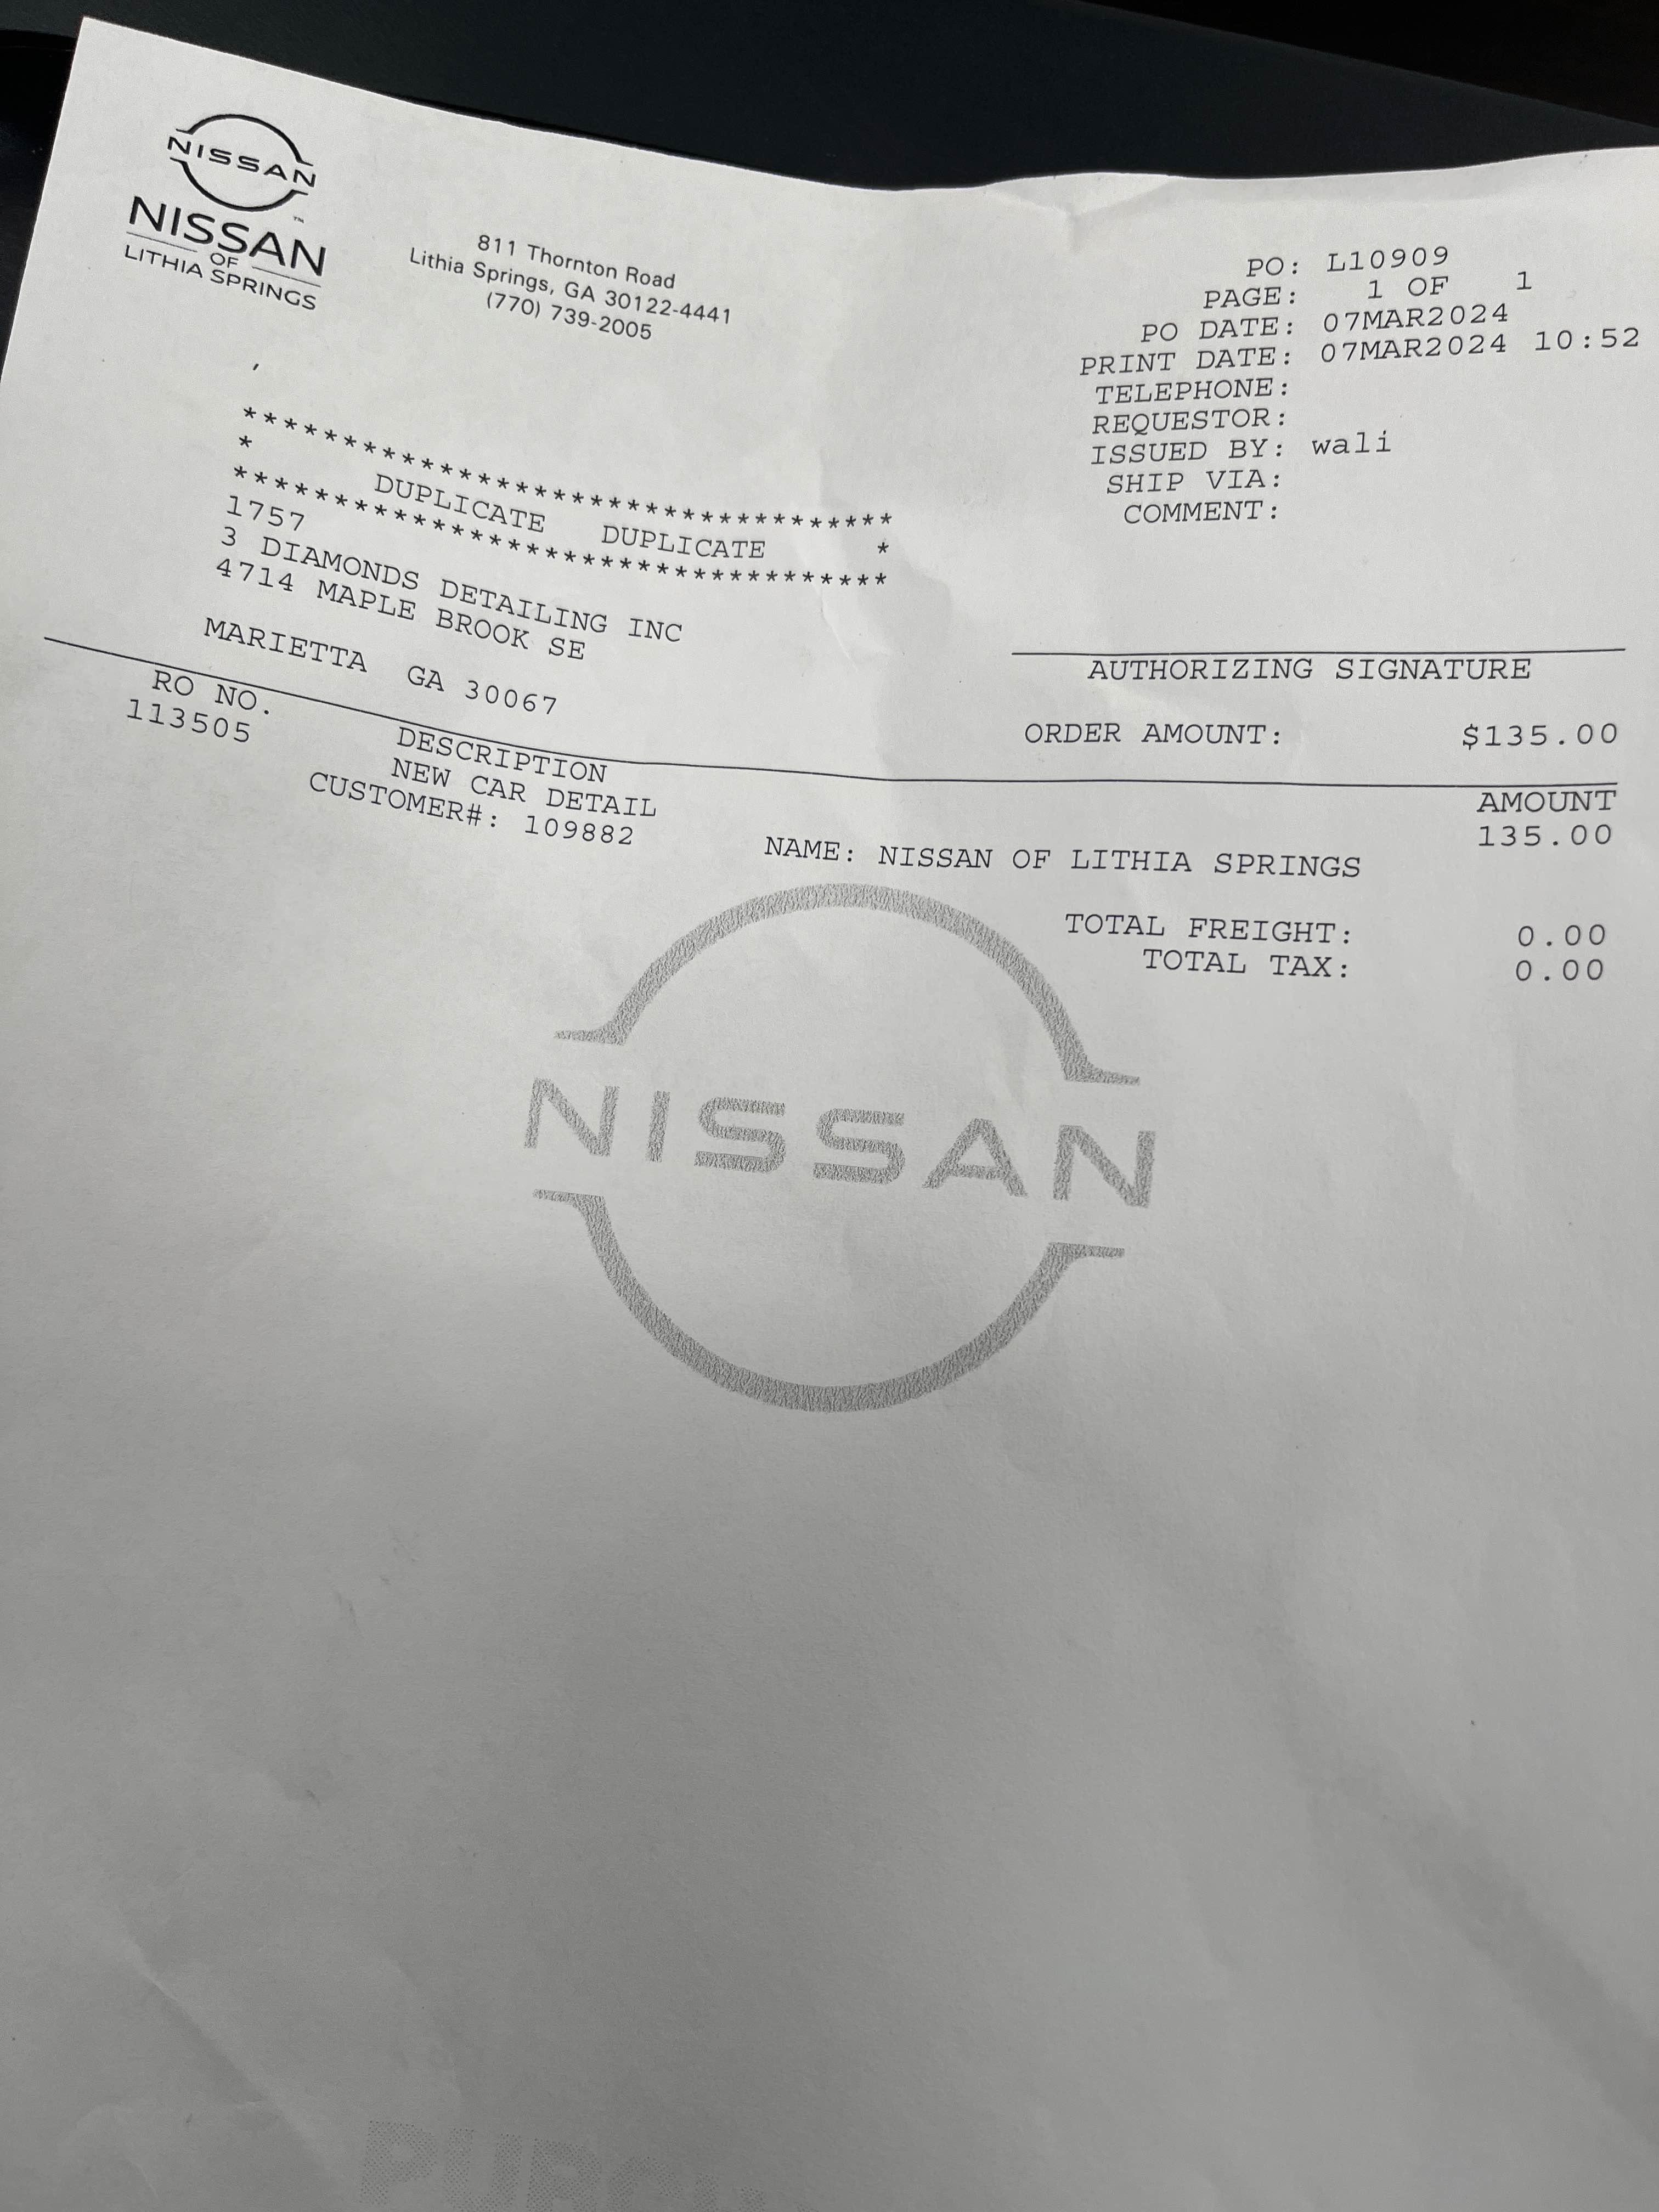 NISSAN
NISSAN
OF
LITHIA SPRINGS
811 Thornton Road
Lithia Springs, GA 30122-4441
(770) 739-2005
PO: L10909
PAGE: 1 OF 1
PO DATE: 07MAR2024
PRINT DATE: 07MAR2024 10:52
TELEPHONE:
REQUESTOR:
ISSUED BY: wali
SHIP VIA:
COMMENT:
,
**********************************
* DUPLICATE DUPLICATE *
**********************************
1757
3 DIAMONDS DETAILING INC
4714 MAPLE BROOK SE
MARIETTA GA 30067
AUTHORIZING SIGNATURE
ORDER AMOUNT: $135.00
RO NO. DESCRIPTION AMOUNT
113505 NEW CAR DETAIL 135.00
CUSTOMER#: 109882 NAME: NISSAN OF LITHIA SPRINGS
TOTAL FREIGHT: 0.00
TOTAL TAX: 0.00
NISSAN